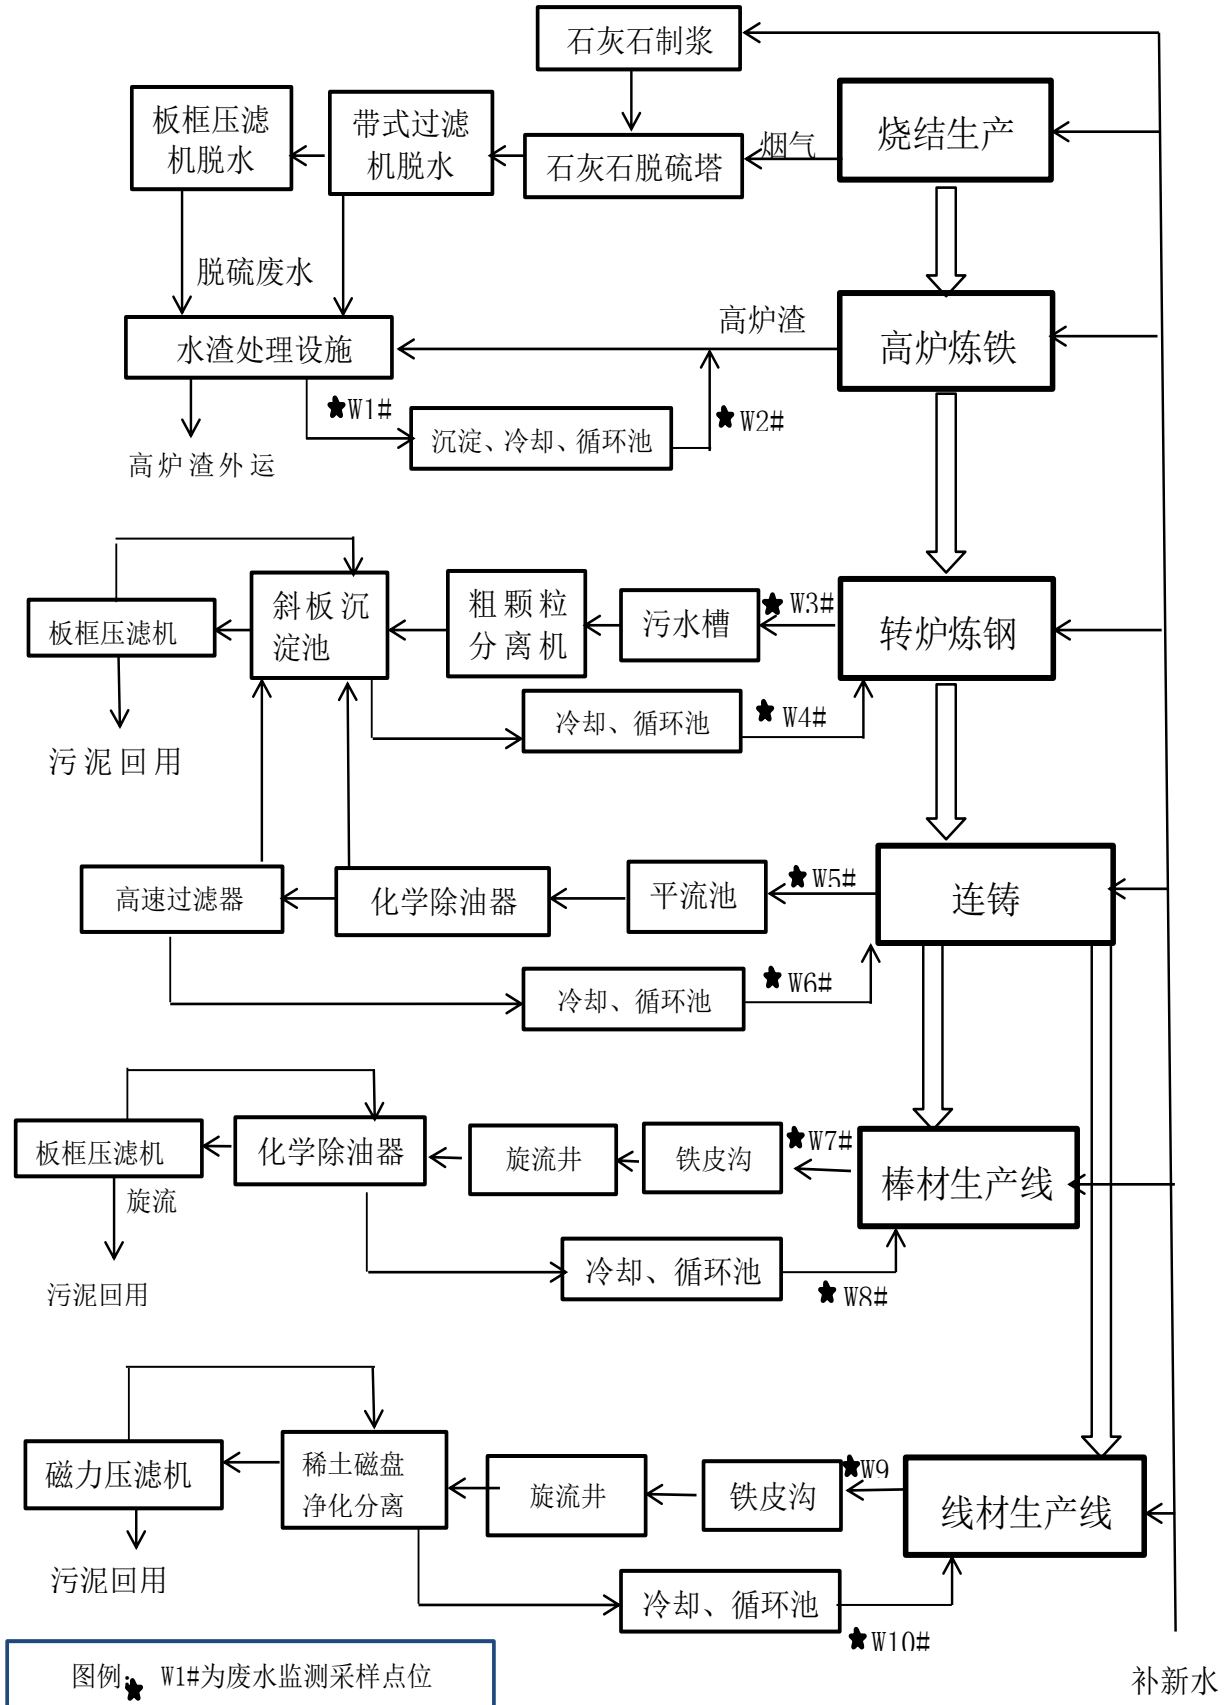 石灰石制浆
板框压滤
机脱水
带式过滤
机脱水
石灰石脱硫塔
烟气
烧结生产
脱硫废水
高炉渣
水渣处理设施
高炉炼铁
W1#
W2#
沉淀、冷却、循环池
高炉渣外运
斜板沉
淀池
粗颗粒
分离机
W3#
板框压滤机
污水槽
转炉炼钢
冷却、循环池
W4#
污泥回用
高速过滤器
化学除油器
平流池
W5#
连铸
冷却、循环池
W6#
板框压滤机
化学除油器
旋流井
铁皮沟
W7#
棒材生产线
旋流
冷却、循环池
W8#
污泥回用
磁力压滤机
稀土磁盘
净化分离
旋流井
铁皮沟
W9
线材生产线
污泥回用
冷却、循环池
W10#
图例: W1#为废水监测采样点位
补新水